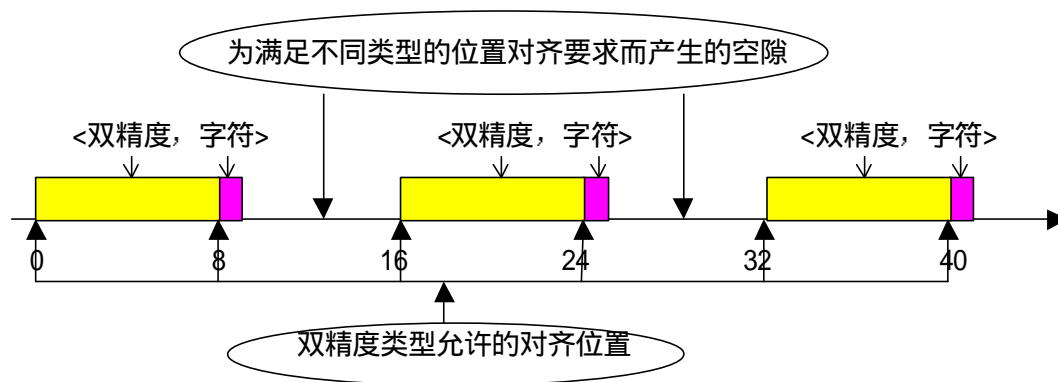 为满足不同类型的位置对齐要求而产生的空隙
<双精度，字符>
<双精度，字符>
<双精度，字符>
0
8
16
24
32
40
双精度类型允许的对齐位置